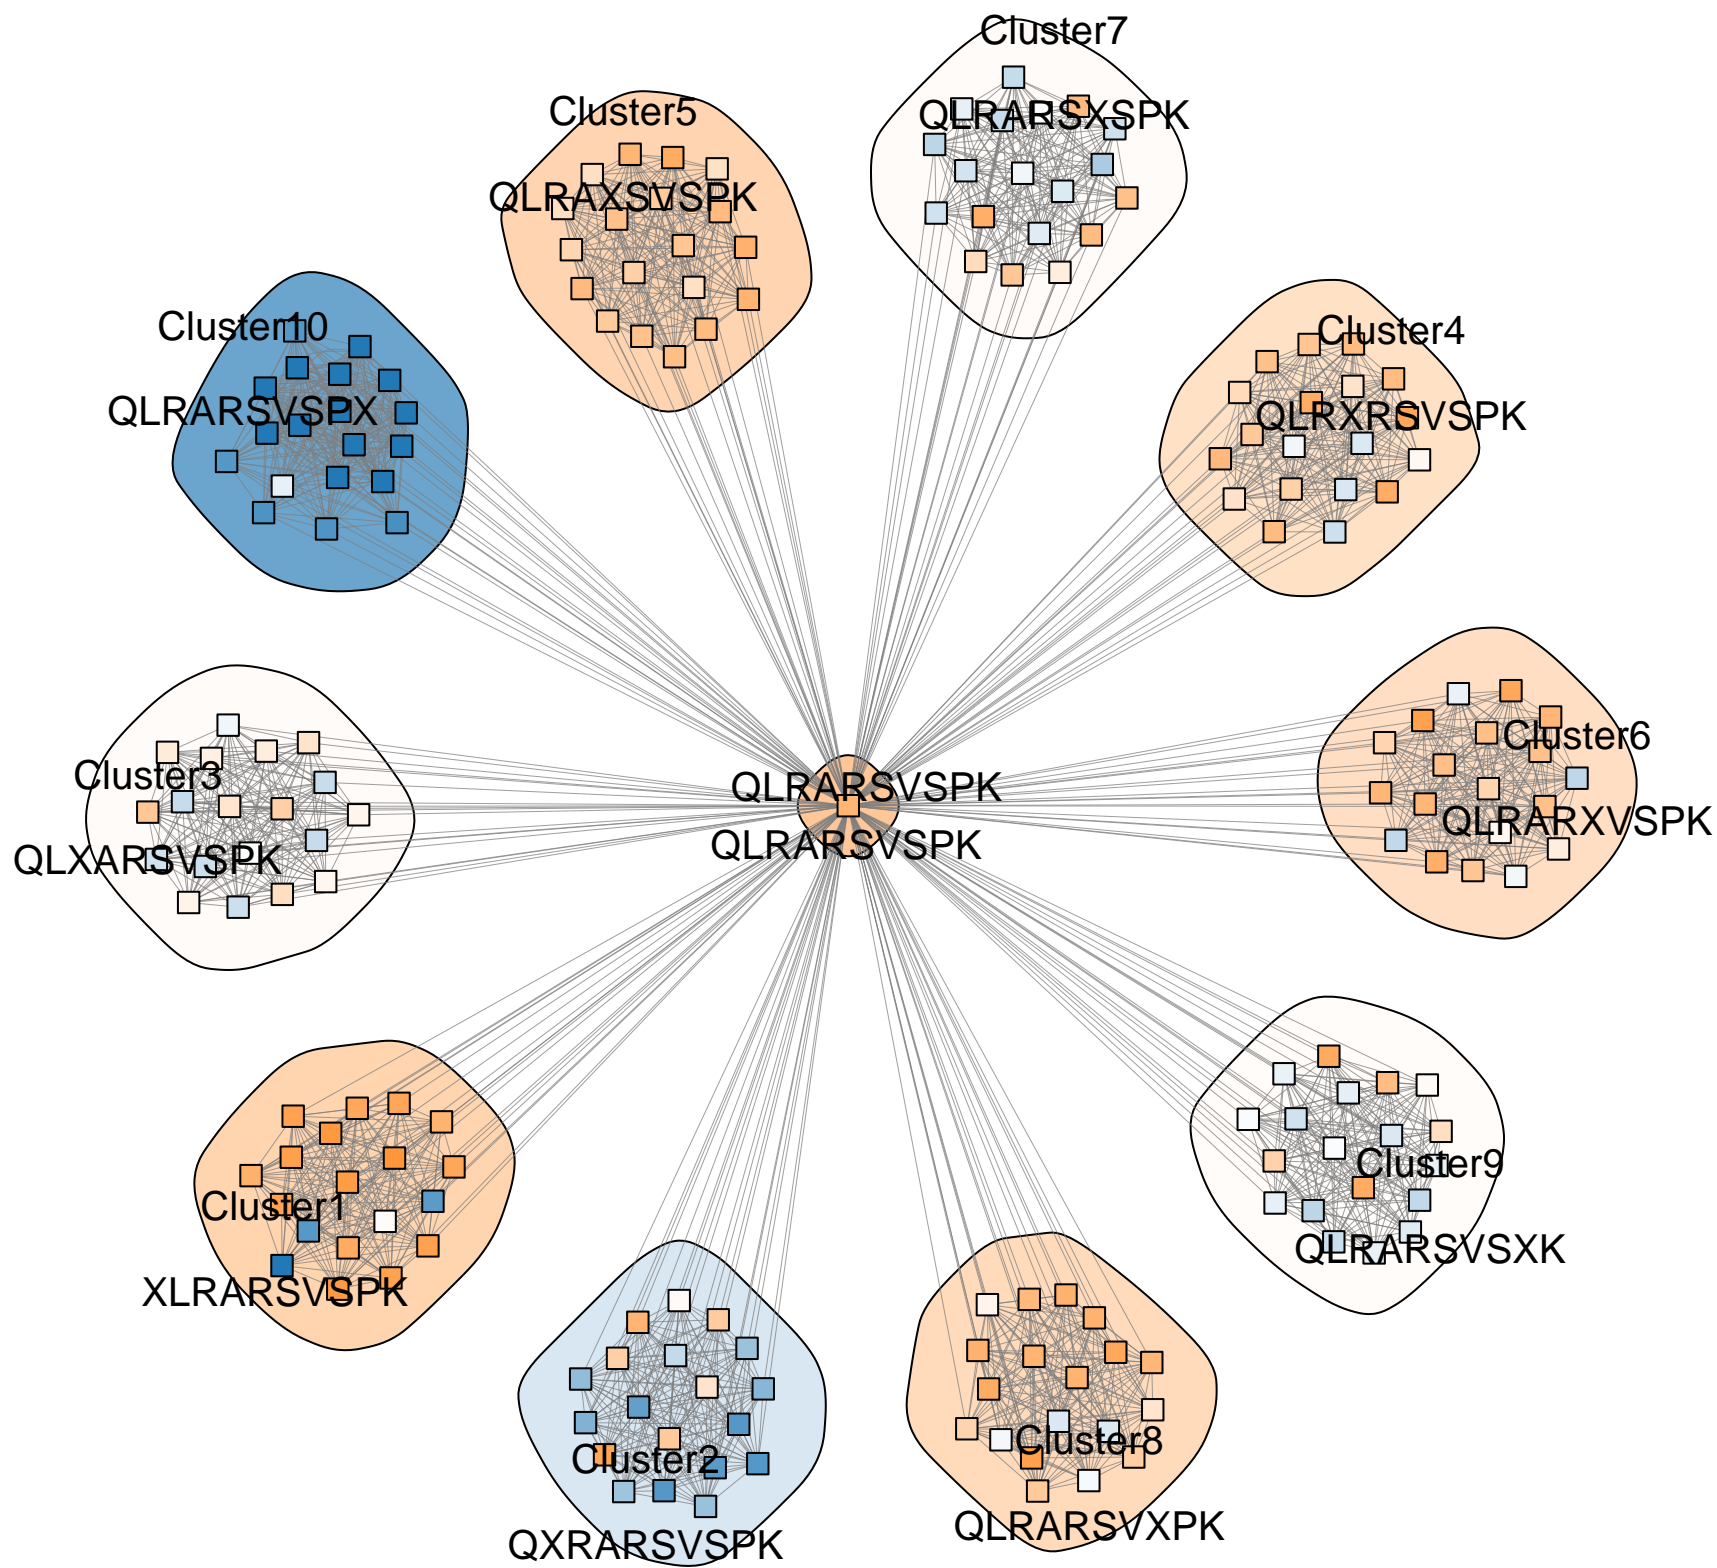 Cluster7
QLRARSXSPK
Cluster5
QLRAXSVSPK
Cluster10
QLRARSVSPX
Cluster4
QLRXRSVSPK
Cluster6
QLRARXVSPK
Cluster3
QLXARSVSPK
QLRARSVSPK
QLRARSVSPK
Cluster9
QLRARSVSXK
Cluster1
XLRARSVSPK
Cluster2
QXRARSVSPK
Cluster8
QLRARSVXPK